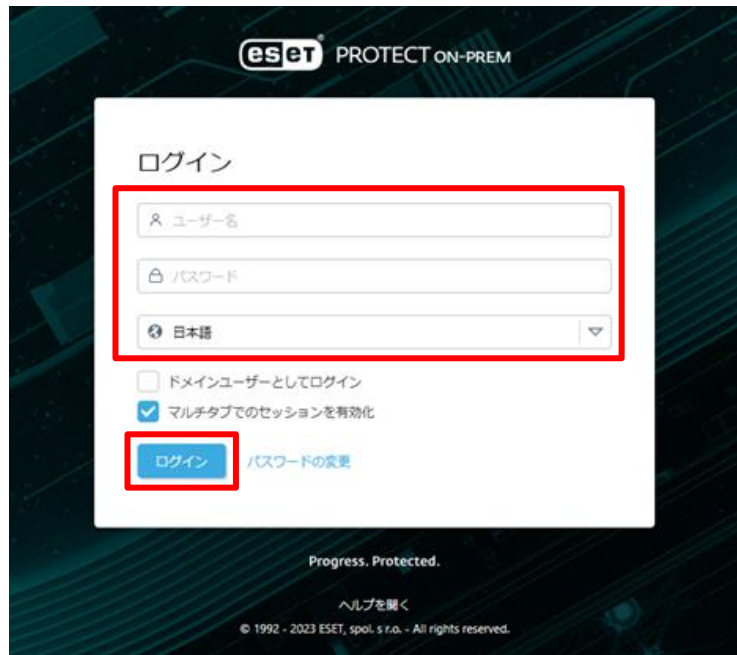 eset PROTECT ON-PREM
ログイン
ユーザー名
パスワード
日本語
ドメインユーザーとしてログイン
マルチタブでのセッションを有効化
ログイン パスワードの変更
Progress. Protected.
ヘルプを開く
© 1992 - 2023 ESET, spol. s r.o. - All rights reserved.